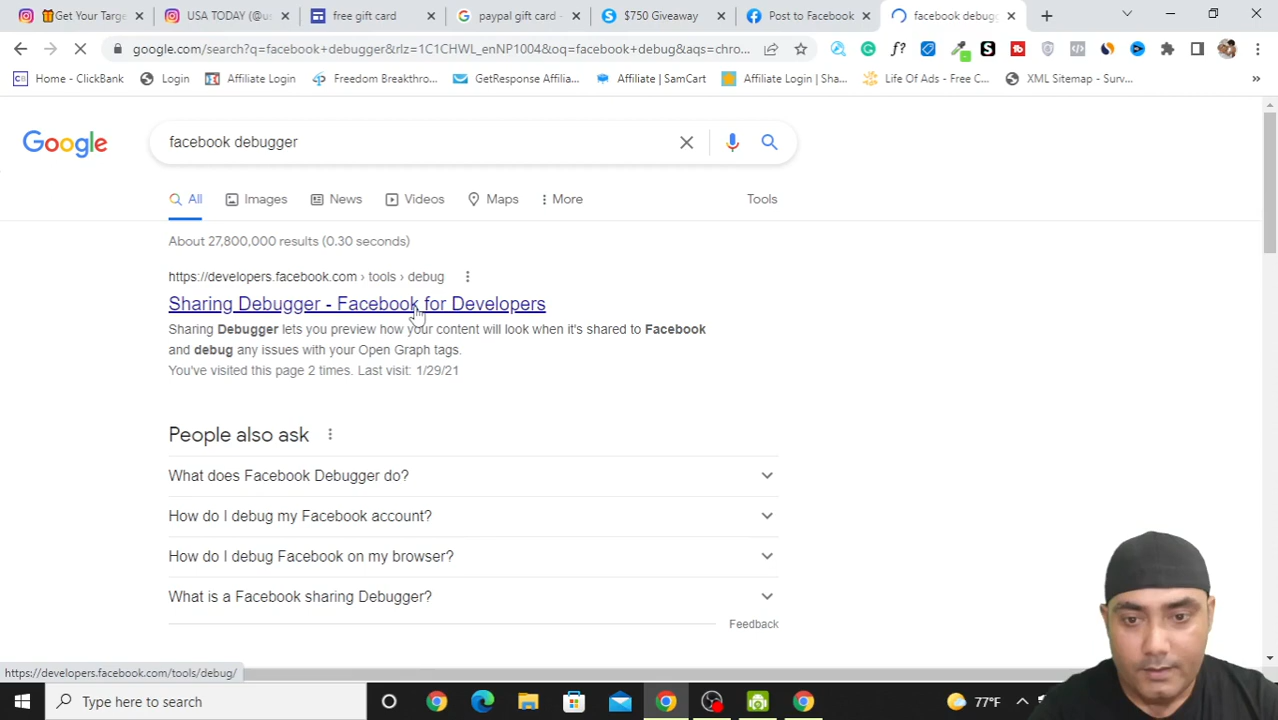 🎁Get Your Targe
USA TODAY (@us
free gift card
paypal gift card -
$750 Giveaway
Post to Facebook
facebook debugg
google.com/search?q=facebook+debugger&rlz=1C1CHWL_enNP1004&oq=facebook+debug&aqs=chro...
Home - ClickBank
Login
Affiliate Login
Freedom Breakthro...
GetResponse Affilia...
Affiliate | SamCart
Affiliate Login | Sha...
Life Of Ads - Free C...
XML Sitemap - Surv...
Google
facebook debugger
All
Images
News
Videos
Maps
More
Tools
About 27,800,000 results (0.30 seconds)
https://developers.facebook.com › tools › debug
Sharing Debugger - Facebook for Developers
Sharing Debugger lets you preview how your content will look when it's shared to Facebook
and debug any issues with your Open Graph tags.
You've visited this page 2 times. Last visit: 1/29/21
People also ask
What does Facebook Debugger do?
How do I debug my Facebook account?
How do I debug Facebook on my browser?
What is a Facebook sharing Debugger?
Feedback
https://developers.facebook.com/tools/debug/
Type here to search
77°F